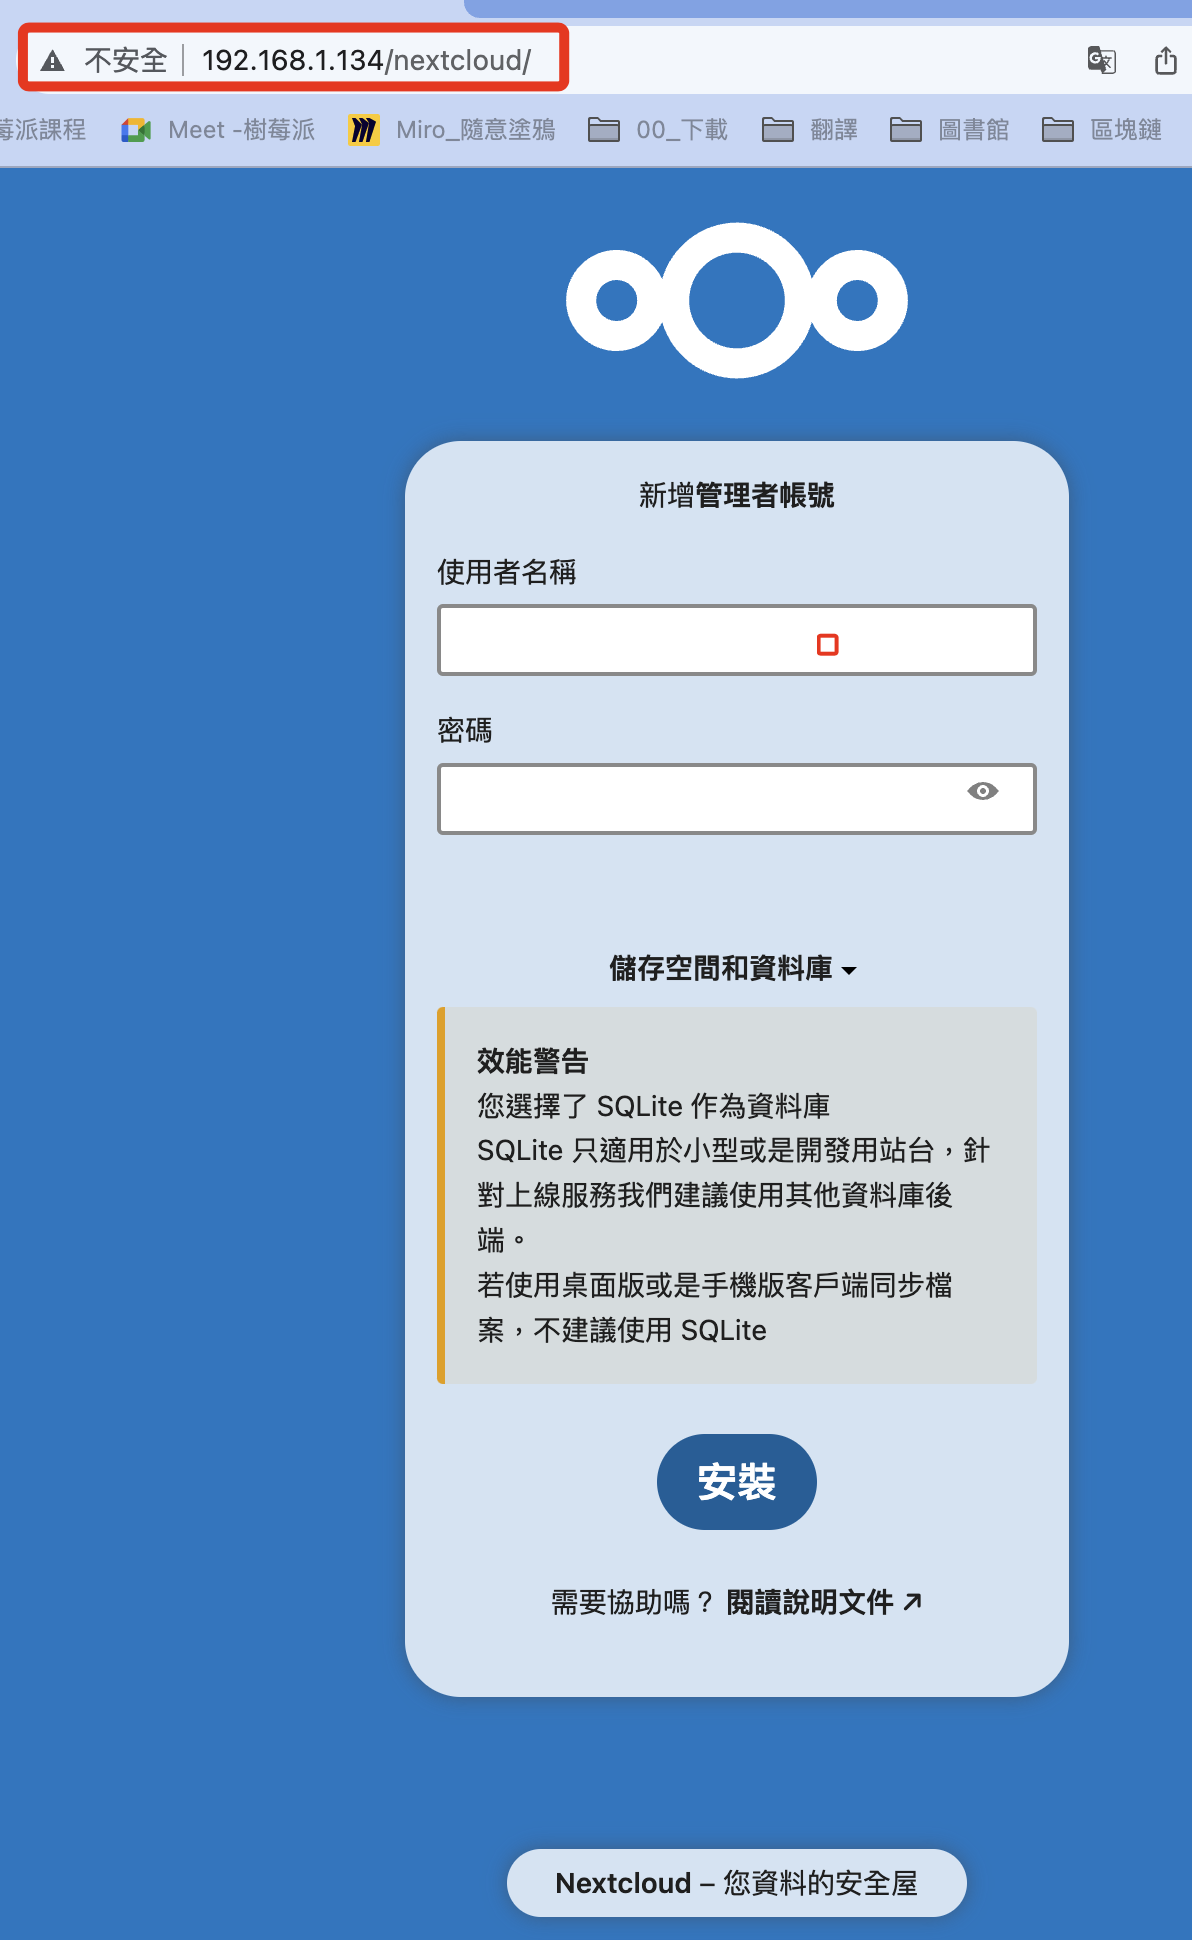 不安全 192.168.1.134/nextcloud/
莓派課程 Meet -樹莓派 Miro_隨意塗鴉 00_下載 翻譯 圖書館 區塊鏈
新增管理者帳號
使用者名稱
密碼
儲存空間和資料庫
效能警告
您選擇了 SQLite 作為資料庫
SQLite 只適用於小型或是開發用站台，針
對上線服務我們建議使用其他資料庫後
端。
若使用桌面版或是手機版客戶端同步檔
案，不建議使用 SQLite
安裝
需要協助嗎？ 閱讀說明文件 ↗
Nextcloud – 您資料的安全屋